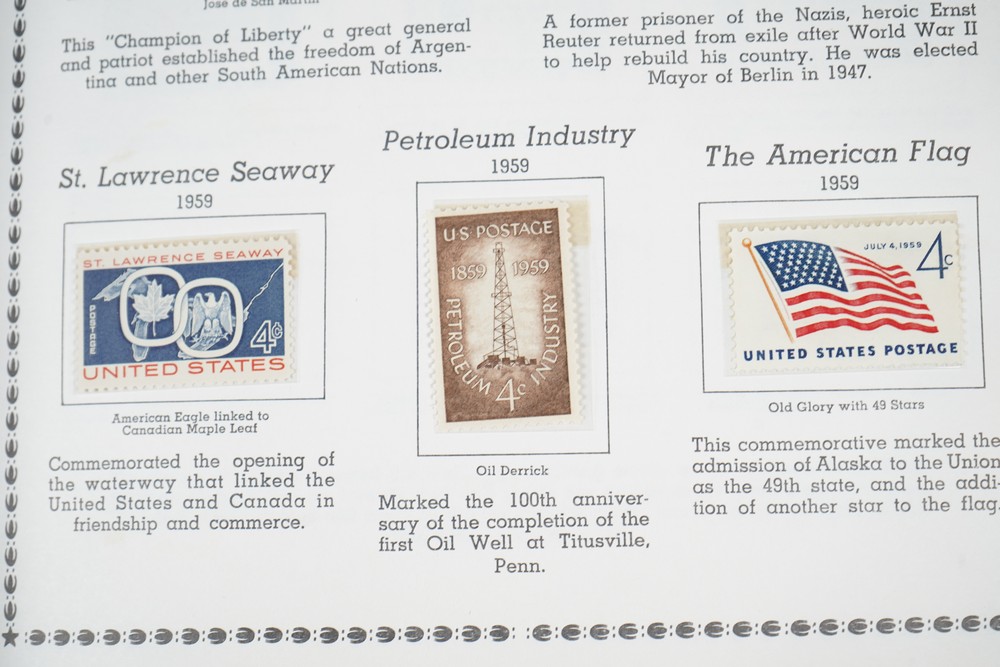 José de San Martin
This "Champion of Liberty" a great general
and patriot established the freedom of Argen-
tina and other South American Nations.
A former prisoner of the Nazis, heroic Ernst
Reuter returned from exile after World War II
to help rebuild his country. He was elected
Mayor of Berlin in 1947.
St. Lawrence Seaway
1959
ST. LAWRENCE SEAWAY
POSTAGE
4¢
UNITED STATES
American Eagle linked to
Canadian Maple Leaf
Commemorated the opening of
the waterway that linked the
United States and Canada in
friendship and commerce.
Petroleum Industry
1959
U.S. POSTAGE
1859 1959
PETROLEUM INDUSTRY
4c
Oil Derrick
Marked the 100th anniver-
sary of the completion of the
first Oil Well at Titusville,
Penn.
The American Flag
1959
JULY 4, 1959
4c
UNITED STATES POSTAGE
Old Glory with 49 Stars
This commemorative marked the
admission of Alaska to the Union
as the 49th state, and the addi-
tion of another star to the flag.